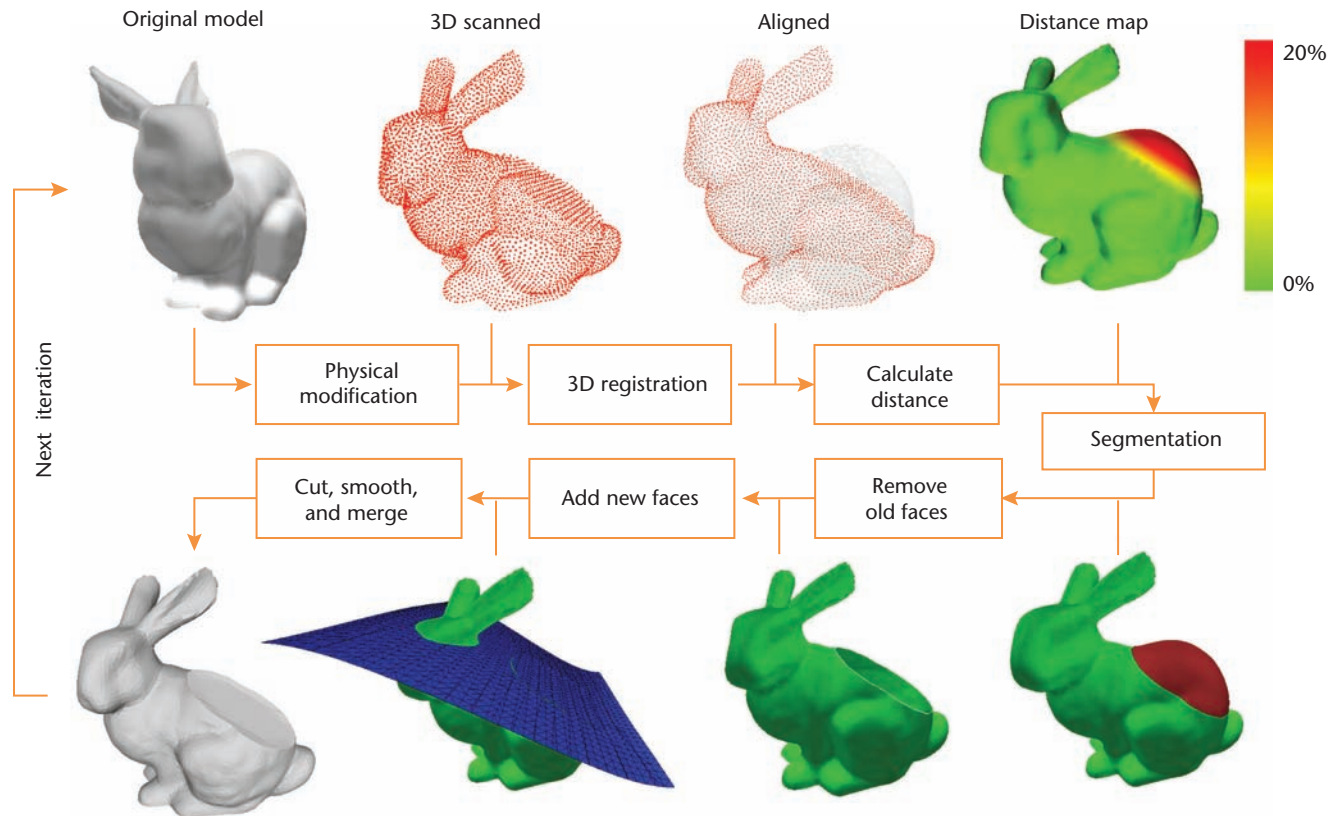 Original model
3D scanned
Aligned
Distance map
20%
0%
Next iteration
Physical
modification
3D registration
Calculate
distance
Segmentation
Cut, smooth,
and merge
Add new faces
Remove
old faces